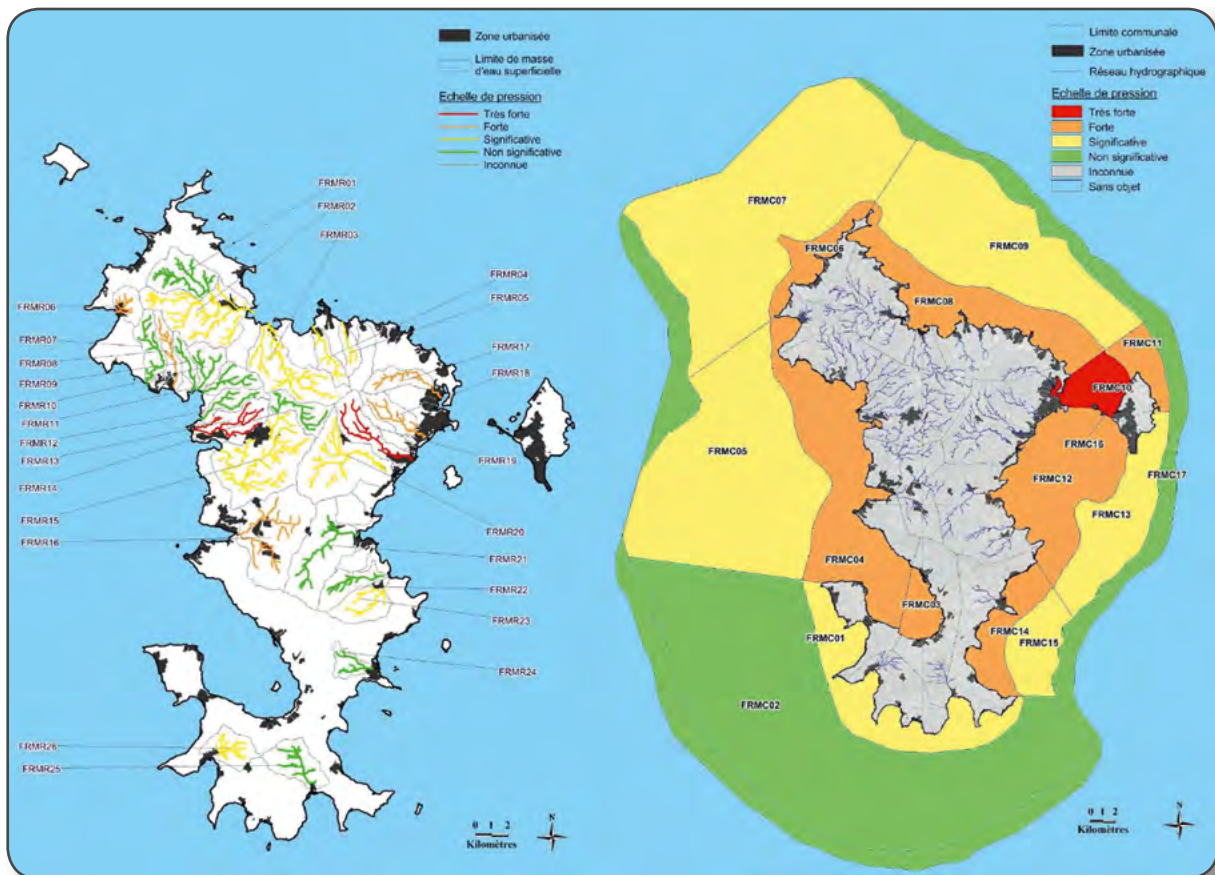 Zone urbanisée
Limite de masse
d'eau superficielle
Echelle de pression
Très forte
Forte
Significative
Non significative
Inconnue
FRMR01
FRMR02
FRMR03
FRMR04
FRMR05
FRMR06
FRMR07
FRMR08
FRMR09
FRMR10
FRMR11
FRMR12
FRMR13
FRMR14
FRMR15
FRMR16
FRMR17
FRMR18
FRMR19
FRMR20
FRMR21
FRMR22
FRMR23
FRMR24
FRMR26
FRMR25
0 1 2
Kilomètres
N
Limite communale
Zone urbanisée
Réseau hydrographique
Echelle de pression
Très forte
Forte
Significative
Non significative
Inconnue
Sans objet
FRMC07
FRMC06
FRMC09
FRMC08
FRMC11
FRMC10
FRMC16
FRMC05
FRMC12
FRMC17
FRMC13
FRMC04
FRMC03
FRMC01
FRMC14
FRMC15
FRMC02
0 1 2
Kilomètres
N